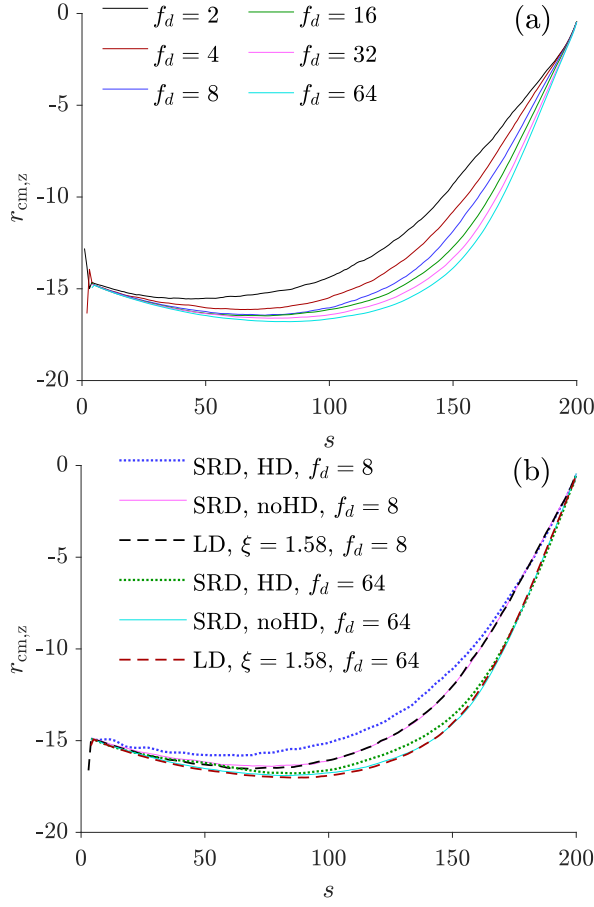 (a)
f_d = 2
f_d = 4
f_d = 8
f_d = 16
f_d = 32
f_d = 64
r_cm,z
0
-5
-10
-15
-20
0 50 100 150 200
s
(b)
SRD, HD, f_d = 8
SRD, noHD, f_d = 8
LD, ξ = 1.58, f_d = 8
SRD, HD, f_d = 64
SRD, noHD, f_d = 64
LD, ξ = 1.58, f_d = 64
r_cm,z
0
-5
-10
-15
-20
0 50 100 150 200
s